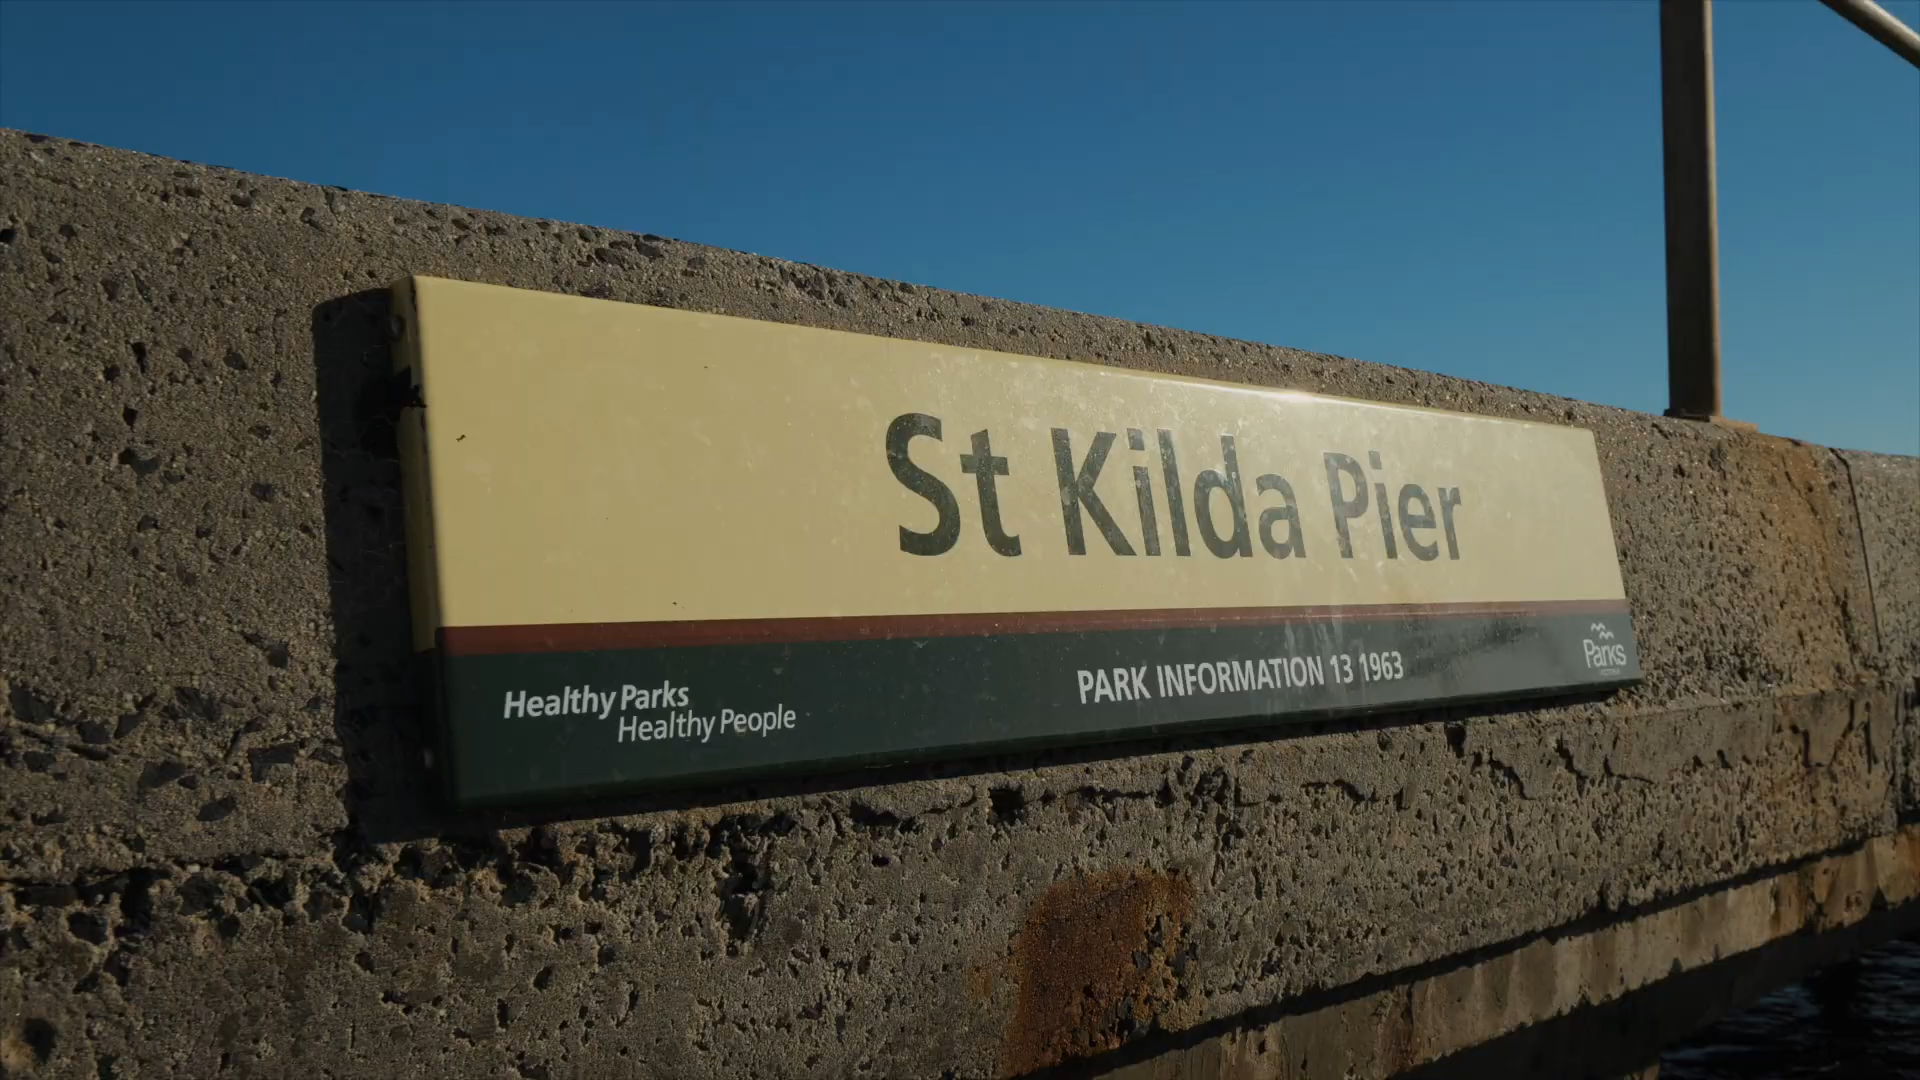 St Kilda Pier
Healthy Parks
Healthy People
PARK INFORMATION 13 1963
Parks